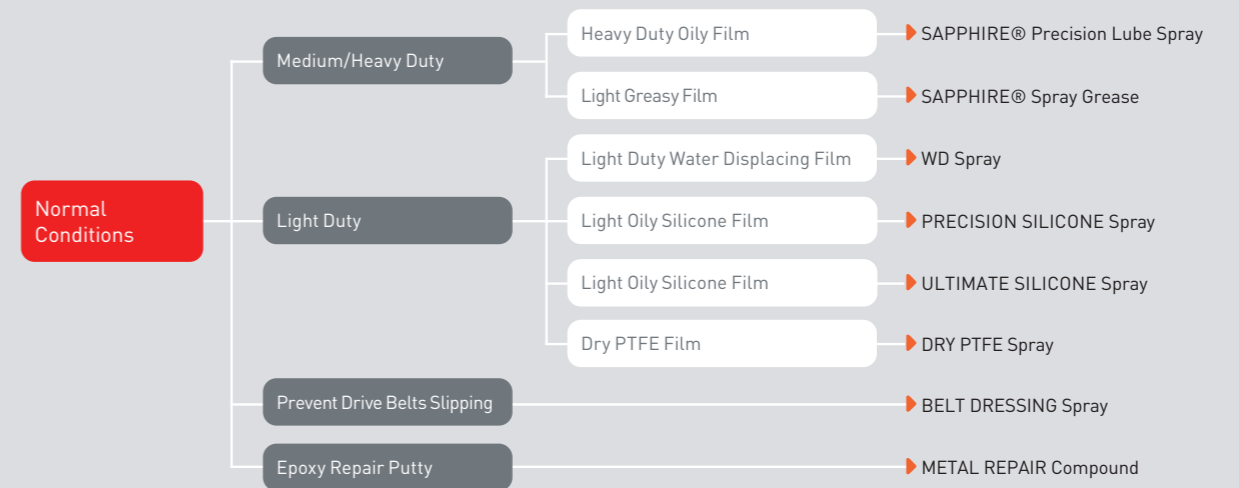 Heavy Duty Oily Film
SAPPHIRE® Precision Lube Spray
Medium/Heavy Duty
Light Greasy Film
SAPPHIRE® Spray Grease
Light Duty Water Displacing Film
WD Spray
Normal
Conditions
Light Duty
Light Oily Silicone Film
PRECISION SILICONE Spray
Light Oily Silicone Film
ULTIMATE SILICONE Spray
Dry PTFE Film
DRY PTFE Spray
Prevent Drive Belts Slipping
BELT DRESSING Spray
Epoxy Repair Putty
METAL REPAIR Compound